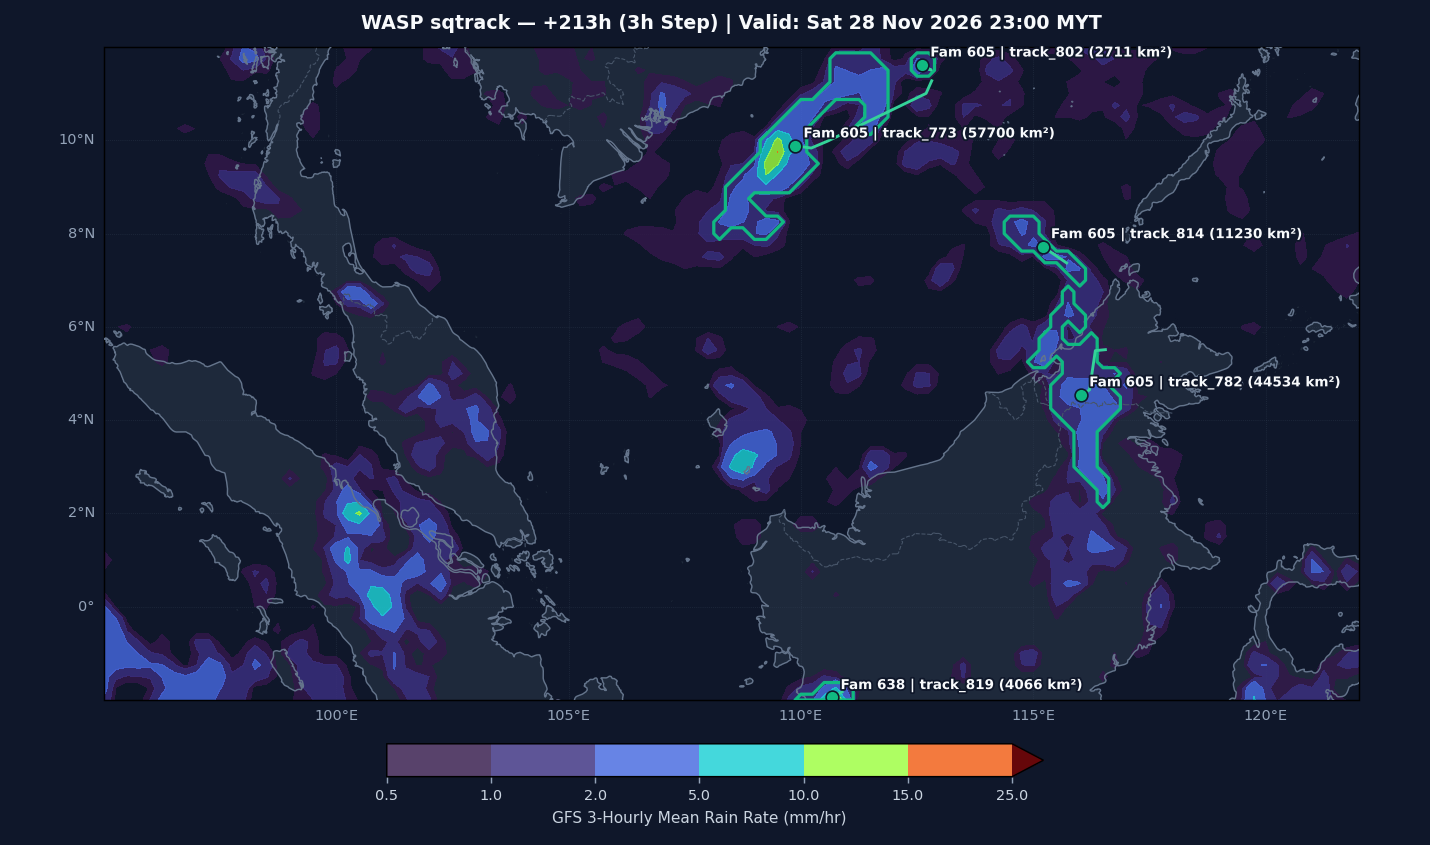 WASP sqtrack — +213h (3h Step) | Valid: Sat 28 Nov 2026 23:00 MYT
Fam 605 | track_802 (2711 km²)
10°N
Fam 605 | track_773 (57700 km²)
8°N
Fam 605 | track_814 (11230 km²)
6°N
Fam 605 | track_782 (44534 km²)
4°N
2°N
0°
Fam 638 | track_819 (4066 km²)
100°E 105°E 110°E 115°E 120°E
0.5 1.0 2.0 5.0 10.0 15.0 25.0
GFS 3-Hourly Mean Rain Rate (mm/hr)